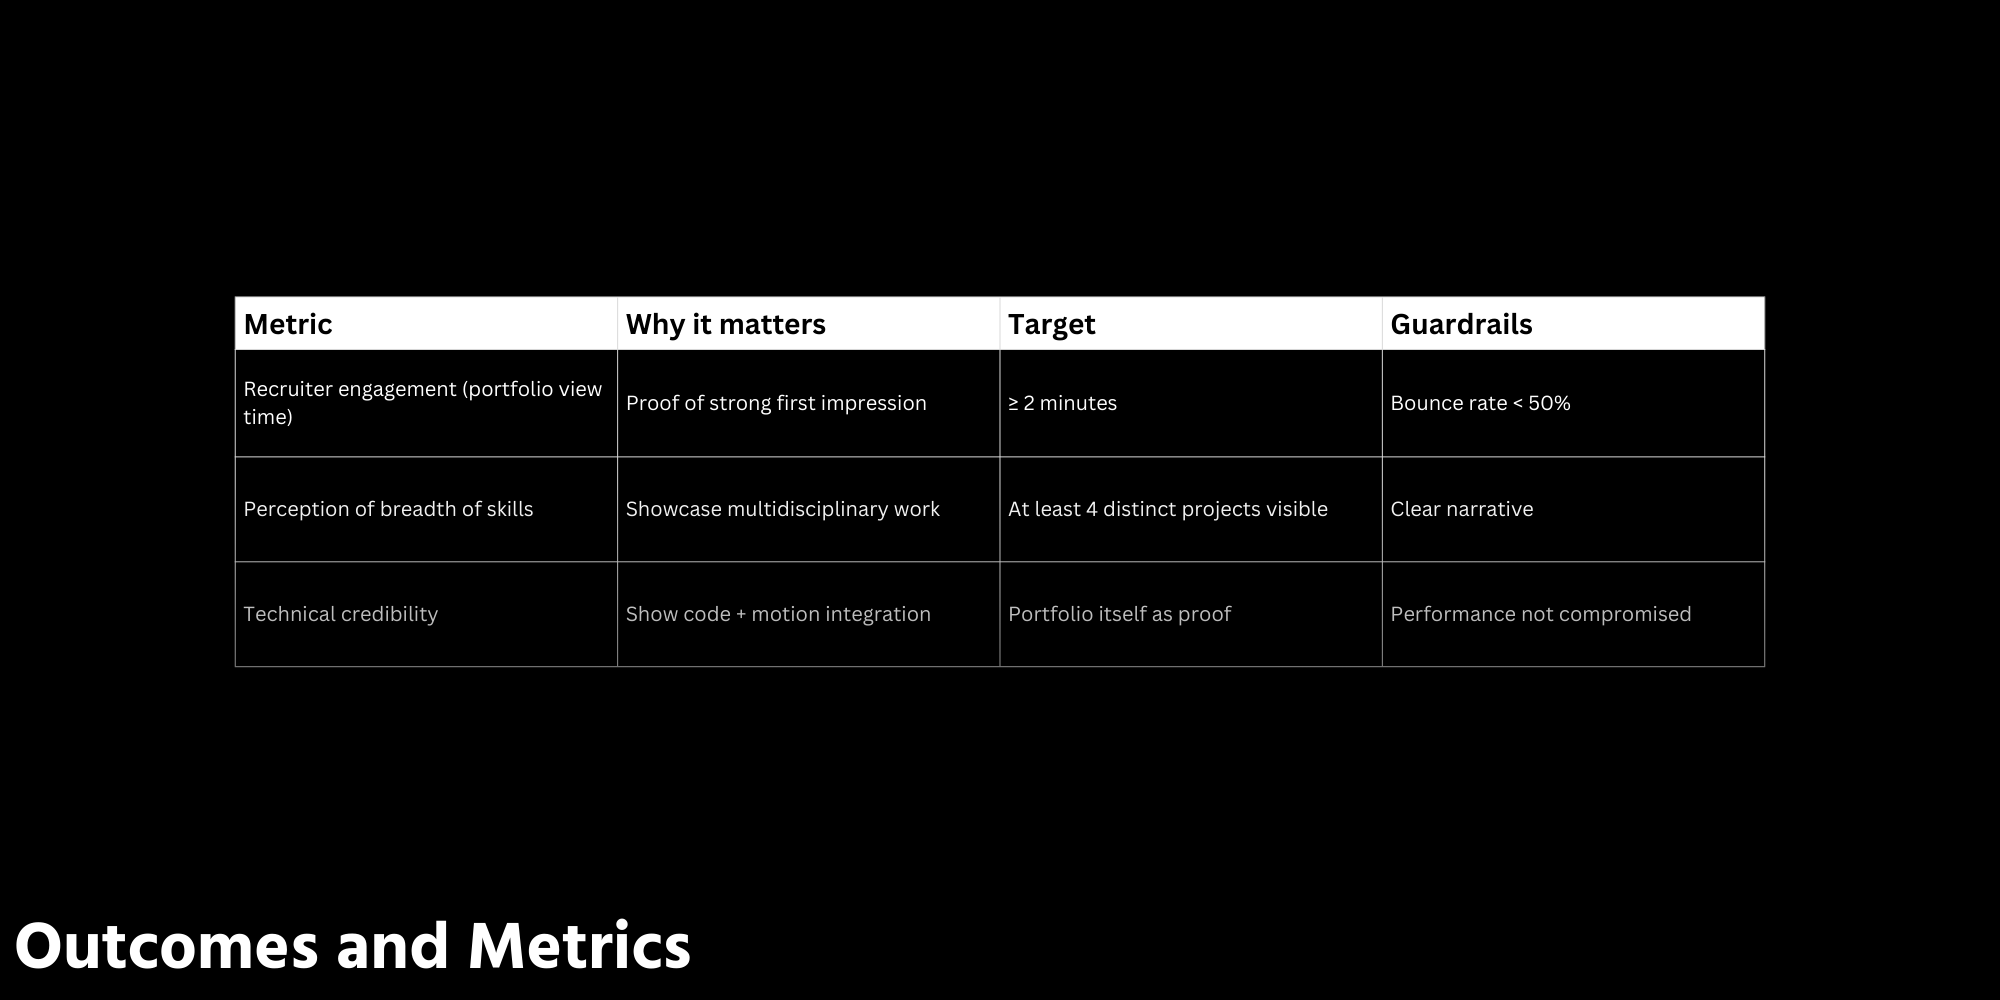 Metric Why it matters Target Guardrails
Recruiter engagement (portfolio view
time)
Proof of strong first impression
≥ 2 minutes
Bounce rate < 50%
Perception of breadth of skills
Showcase multidisciplinary work
At least 4 distinct projects visible
Clear narrative
Technical credibility
Show code + motion integration
Portfolio itself as proof
Performance not compromised
Outcomes and Metrics